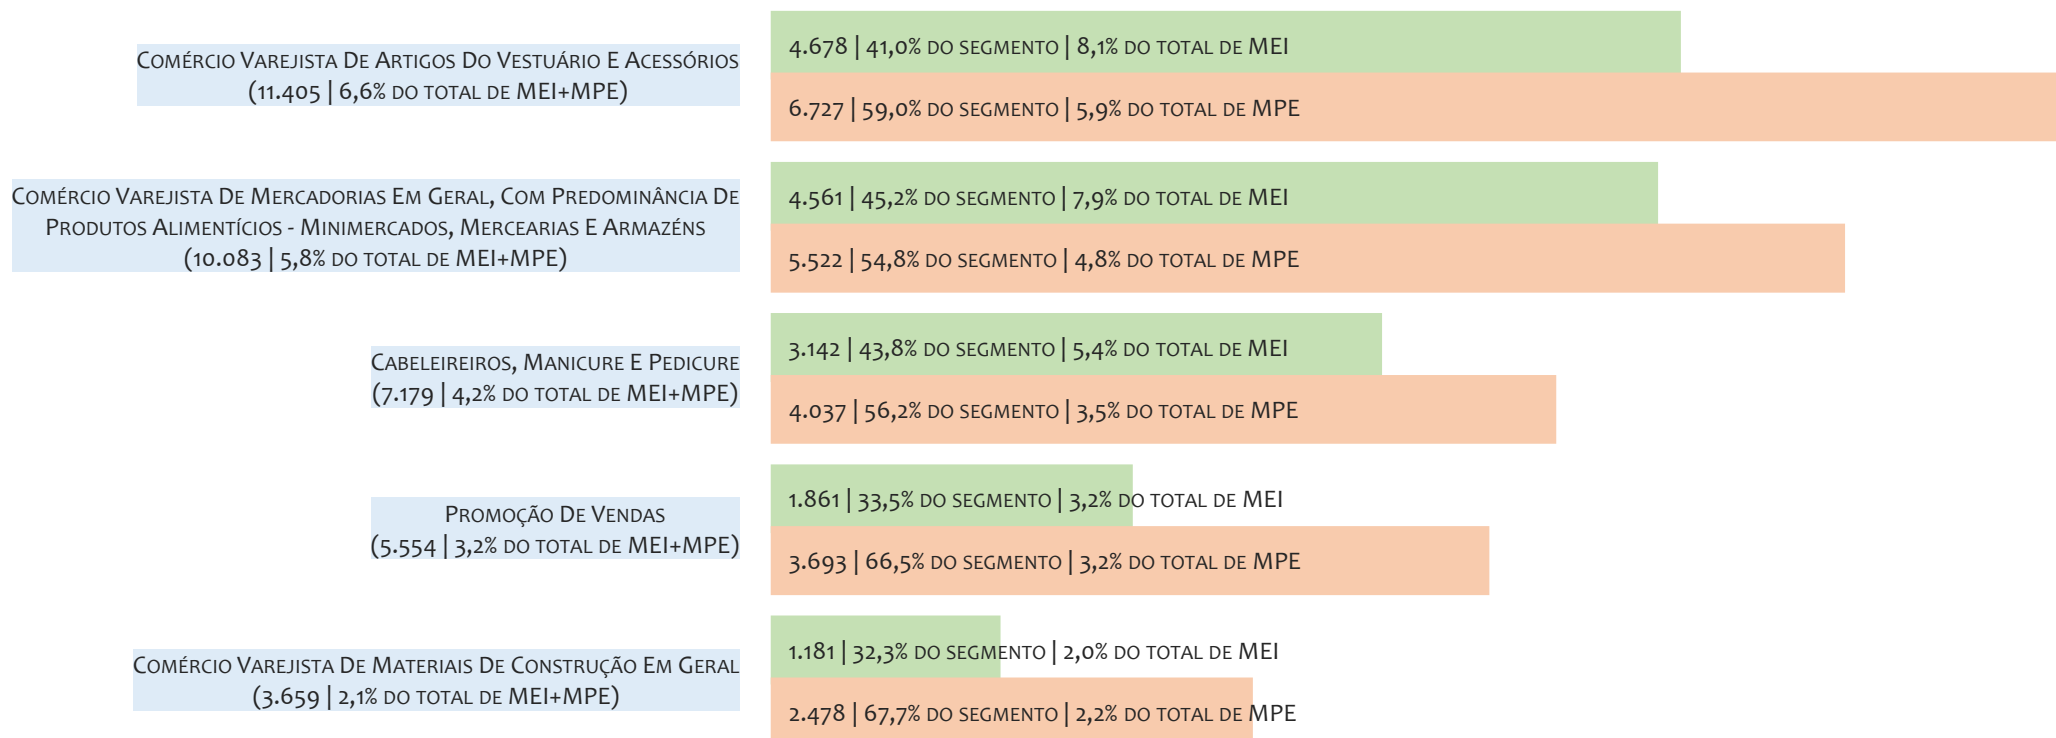 Comércio Varejista De Artigos Do Vestuário E Acessórios
(11.405 | 6,6% do total de MEI+MPE)
4.678 | 41,0% do segmento | 8,1% do total de MEI
6.727 | 59,0% do segmento | 5,9% do total de MPE
Comércio Varejista De Mercadorias Em Geral, Com Predominância De
Produtos Alimentícios - Minimercados, Mercearias E Armazéns
(10.083 | 5,8% do total de MEI+MPE)
4.561 | 45,2% do segmento | 7,9% do total de MEI
5.522 | 54,8% do segmento | 4,8% do total de MPE
Cabeleireiros, Manicure E Pedicure
(7.179 | 4,2% do total de MEI+MPE)
3.142 | 43,8% do segmento | 5,4% do total de MEI
4.037 | 56,2% do segmento | 3,5% do total de MPE
Promoção De Vendas
(5.554 | 3,2% do total de MEI+MPE)
1.861 | 33,5% do segmento | 3,2% do total de MEI
3.693 | 66,5% do segmento | 3,2% do total de MPE
Comércio Varejista De Materiais De Construção Em Geral
(3.659 | 2,1% do total de MEI+MPE)
1.181 | 32,3% do segmento | 2,0% do total de MEI
2.478 | 67,7% do segmento | 2,2% do total de MPE